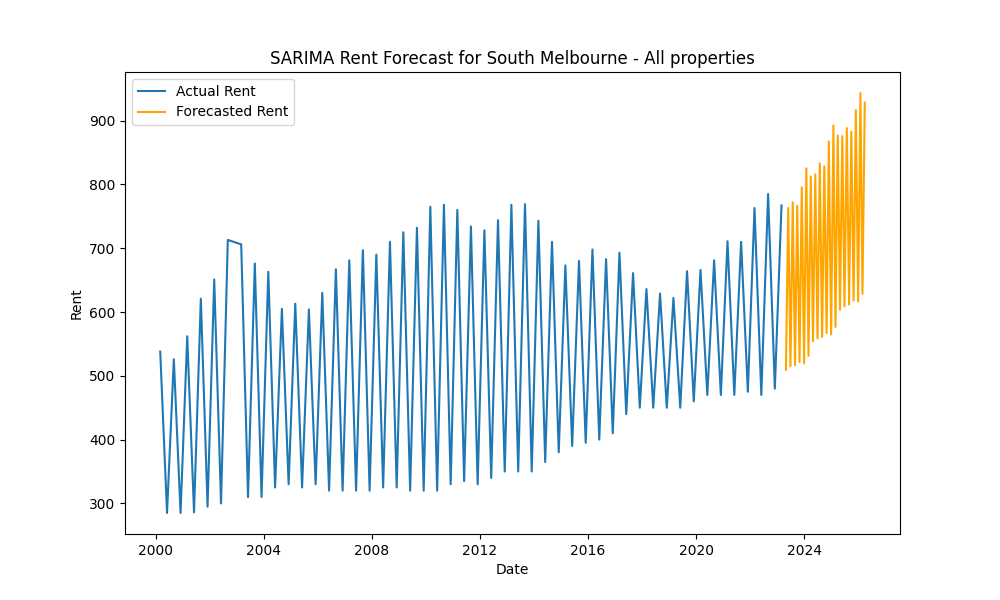 SARIMA Rent Forecast for South Melbourne - All properties
Actual Rent
Forecasted Rent
900
800
700
600
500
400
300
Rent
2000 2004 2008 2012 2016 2020 2024
Date